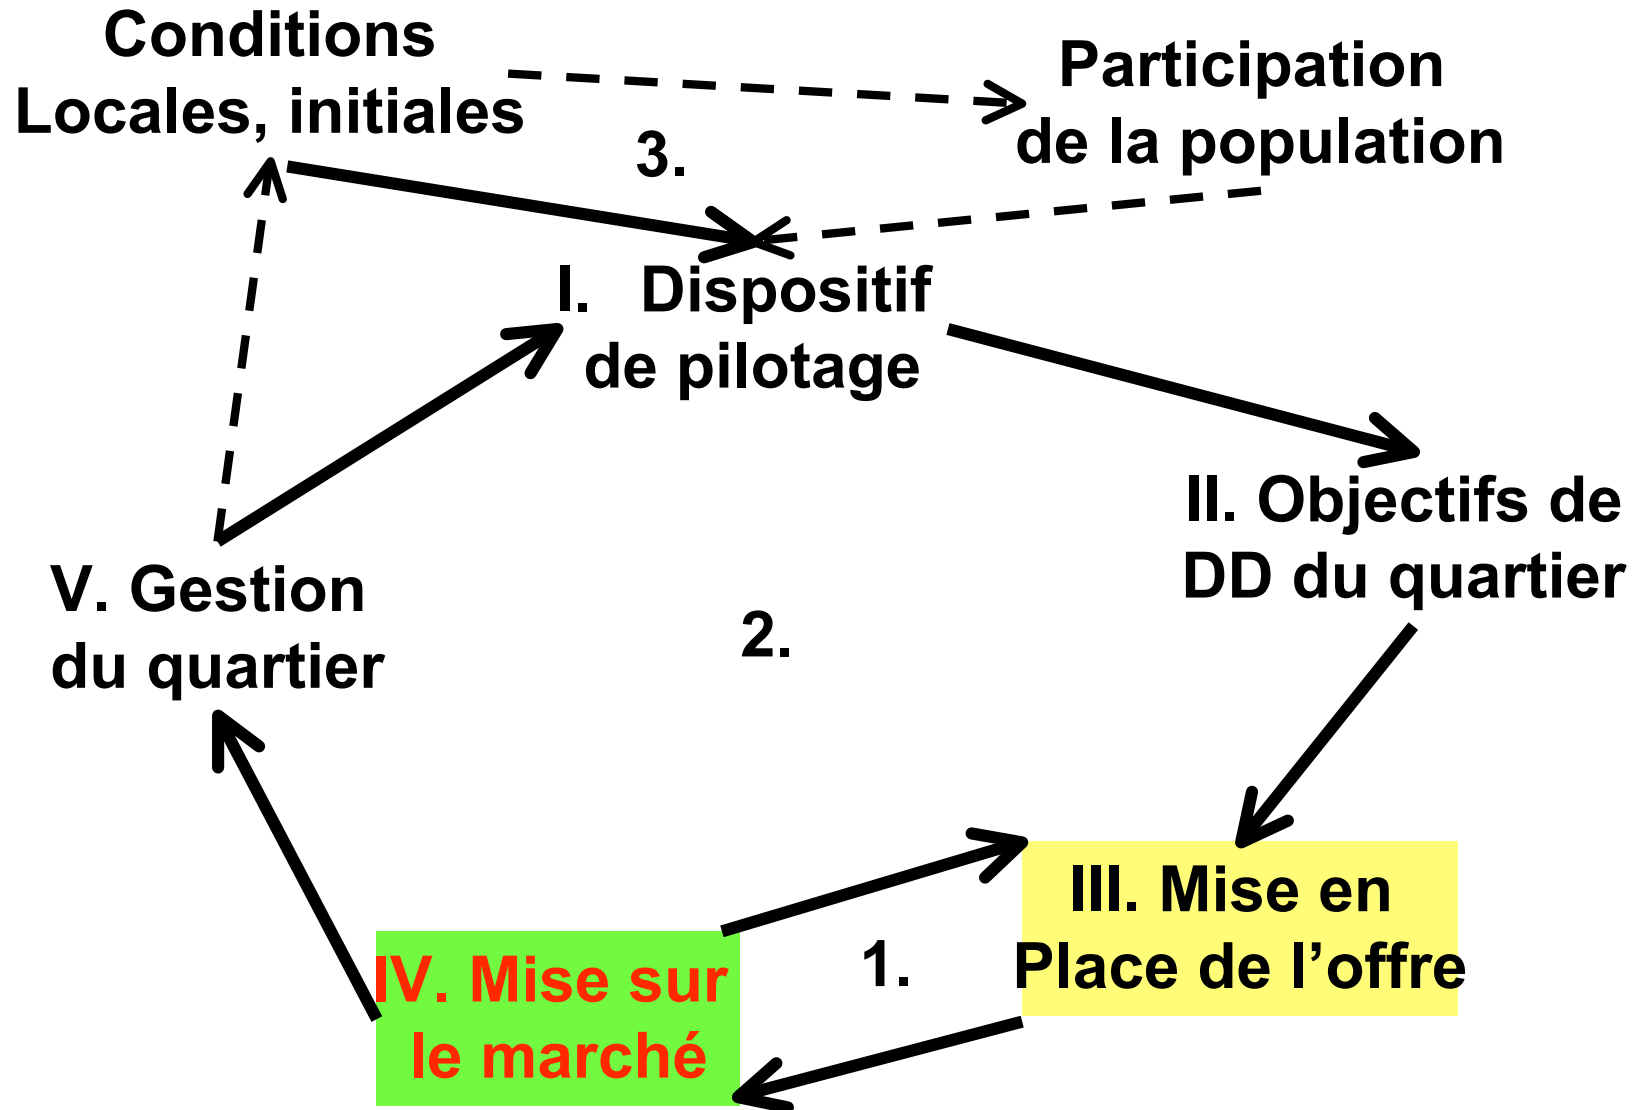 Conditions
Locales, initiales
Participation
de la population
3.
I. Dispositif
de pilotage
II. Objectifs de
DD du quartier
V. Gestion
du quartier
2.
III. Mise en
Place de l’offre
1.
IV. Mise sur
le marché